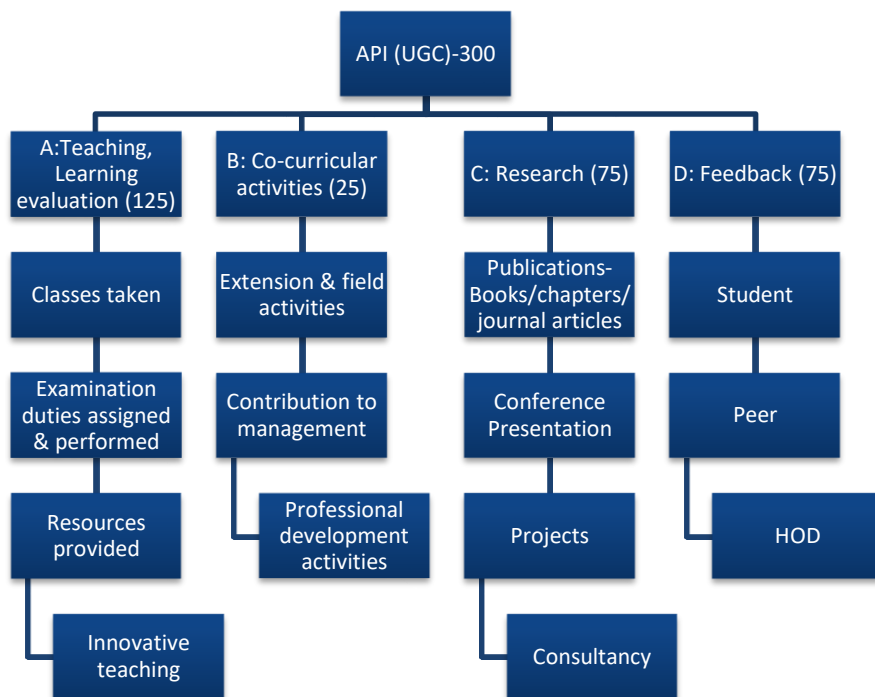 API (UGC)-300
A:Teaching,
Learning
evaluation (125)
B: Co-curricular
activities (25)
C: Research (75)
D: Feedback (75)
Classes taken
Extension & field
activities
Publications-
Books/chapters/
journal articles
Student
Examination
duties assigned
& performed
Contribution to
management
Conference
Presentation
Peer
Resources
provided
Professional
development
activities
Projects
HOD
Innovative
teaching
Consultancy